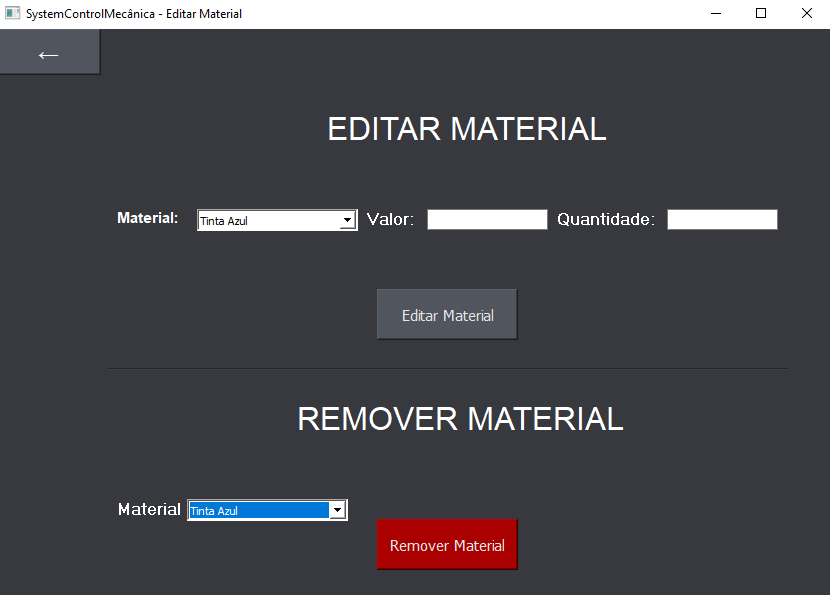 SystemControlMecânica - Editar Material
←
EDITAR MATERIAL
Material: Tinta Azul Valor: Quantidade:
Editar Material
REMOVER MATERIAL
Material Tinta Azul
Remover Material